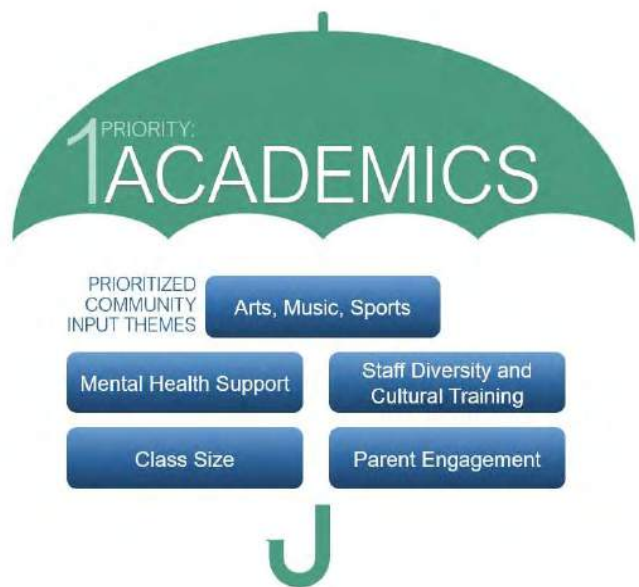 1 PRIORITY:
ACADEMICS
PRIORITIZED
COMMUNITY
INPUT THEMES
Arts, Music, Sports
Mental Health Support
Staff Diversity and
Cultural Training
Class Size
Parent Engagement